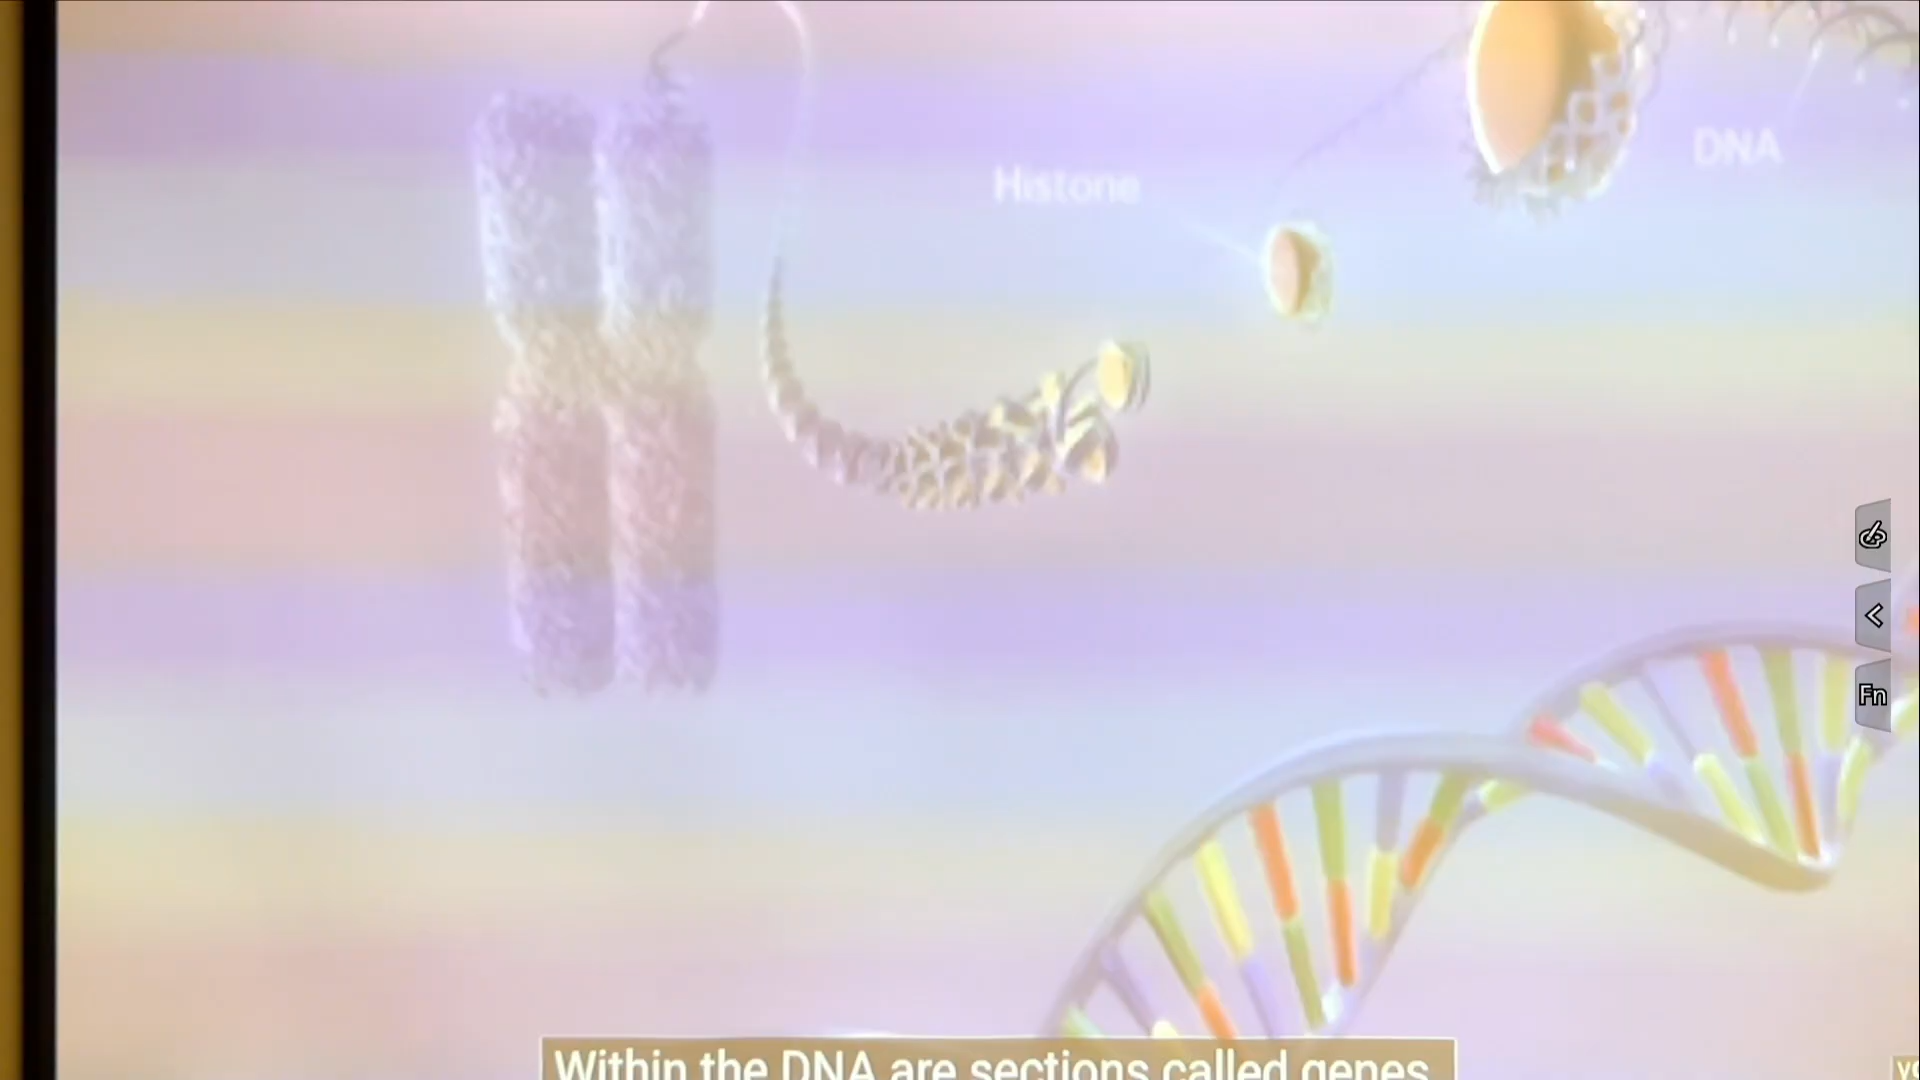 DNA
Histone
Fn
Within the DNA are sections called genes.